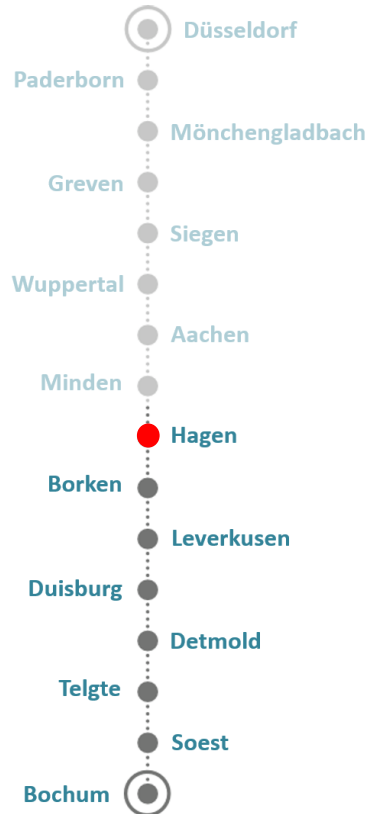 Düsseldorf
Paderborn
Mönchengladbach
Greven
Siegen
Wuppertal
Aachen
Minden
Hagen
Borken
Leverkusen
Duisburg
Detmold
Telgte
Soest
Bochum